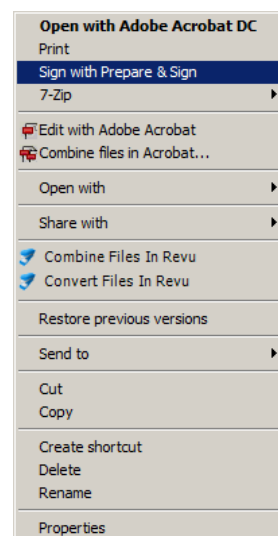 Open with Adobe Acrobat DC
Print
Sign with Prepare & Sign
7-Zip
Edit with Adobe Acrobat
Combine files in Acrobat...
Open with
Share with
Combine Files In Revu
Convert Files In Revu
Restore previous versions
Send to
Cut
Copy
Create shortcut
Delete
Rename
Properties